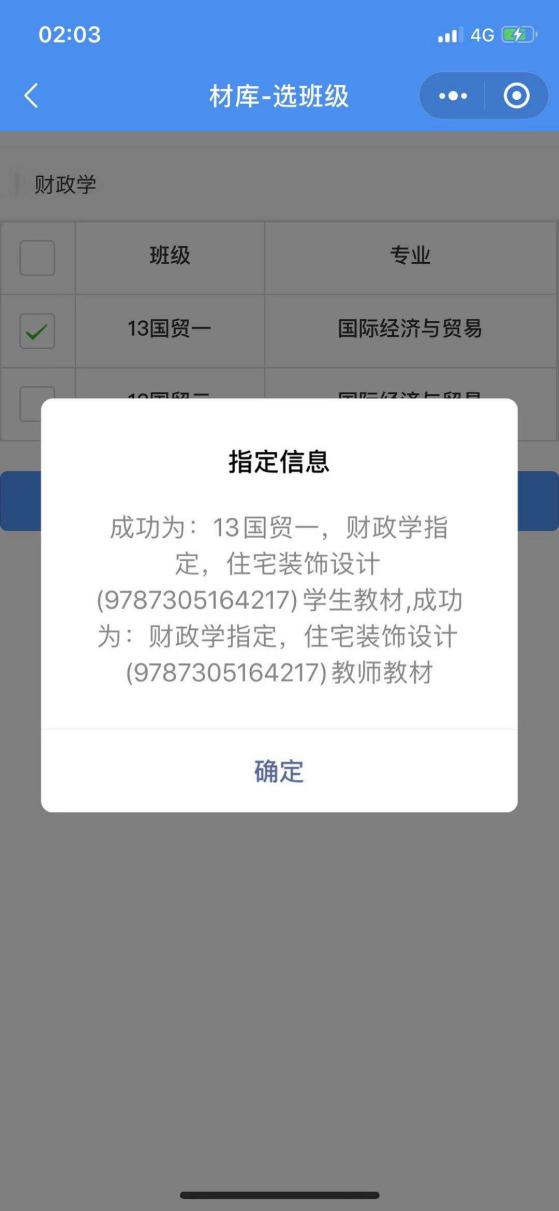 02:03
4G
材库-选班级
财政学
班级 专业
13国贸一 国际经济与贸易
指定信息
成功为：13国贸一，财政学指
定，住宅装饰设计
(9787305164217)学生教材,成功
为：财政学指定，住宅装饰设计
(9787305164217)教师教材
确定